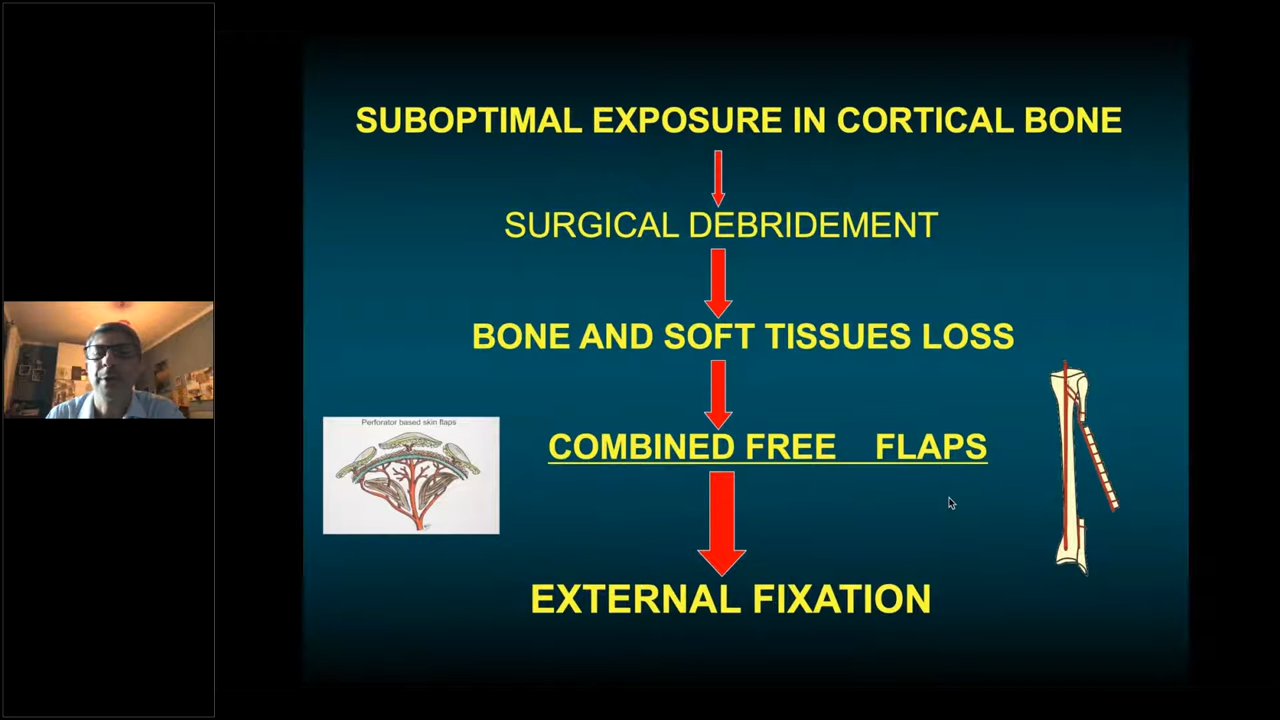 SUBOPTIMAL EXPOSURE IN CORTICAL BONE
SURGICAL DEBRIDEMENT
BONE AND SOFT TISSUES LOSS
Perforator based skin flaps
COMBINED FREE FLAPS
EXTERNAL FIXATION